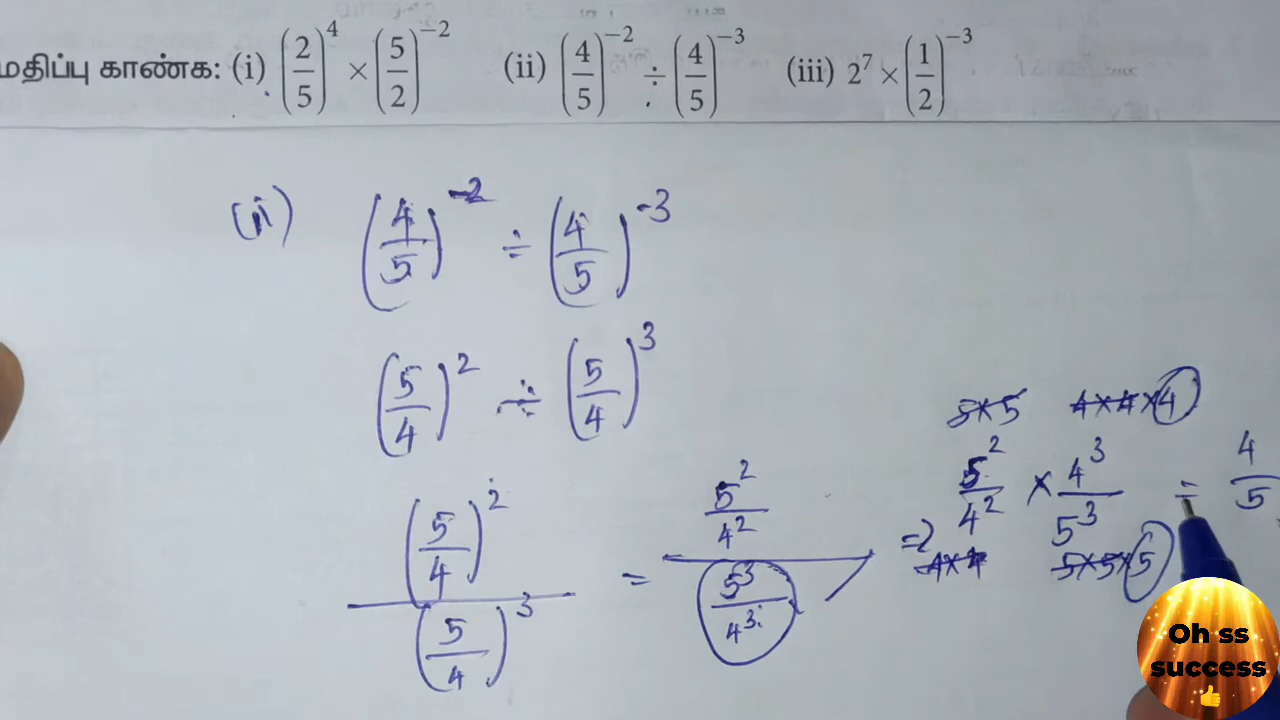 மதிப்பு காண்க: (i) (2/5)^4 × (5/2)^-2 (ii) (4/5)^-2 ÷ (4/5)^-3 (iii) 2^7 × (1/2)^-3
(ii) (4/5)^-2 ÷ (4/5)^-3
(5/4)^2 ÷ (5/4)^3
(5/4)^2 / (5/4)^3 = (5^2/4^2) / (5^3/4^3)
5×5 4×4×4
=> 5^2/4^2 × 4^3/5^3 = 4/5
4×4 5×5×5
Oh ss
success